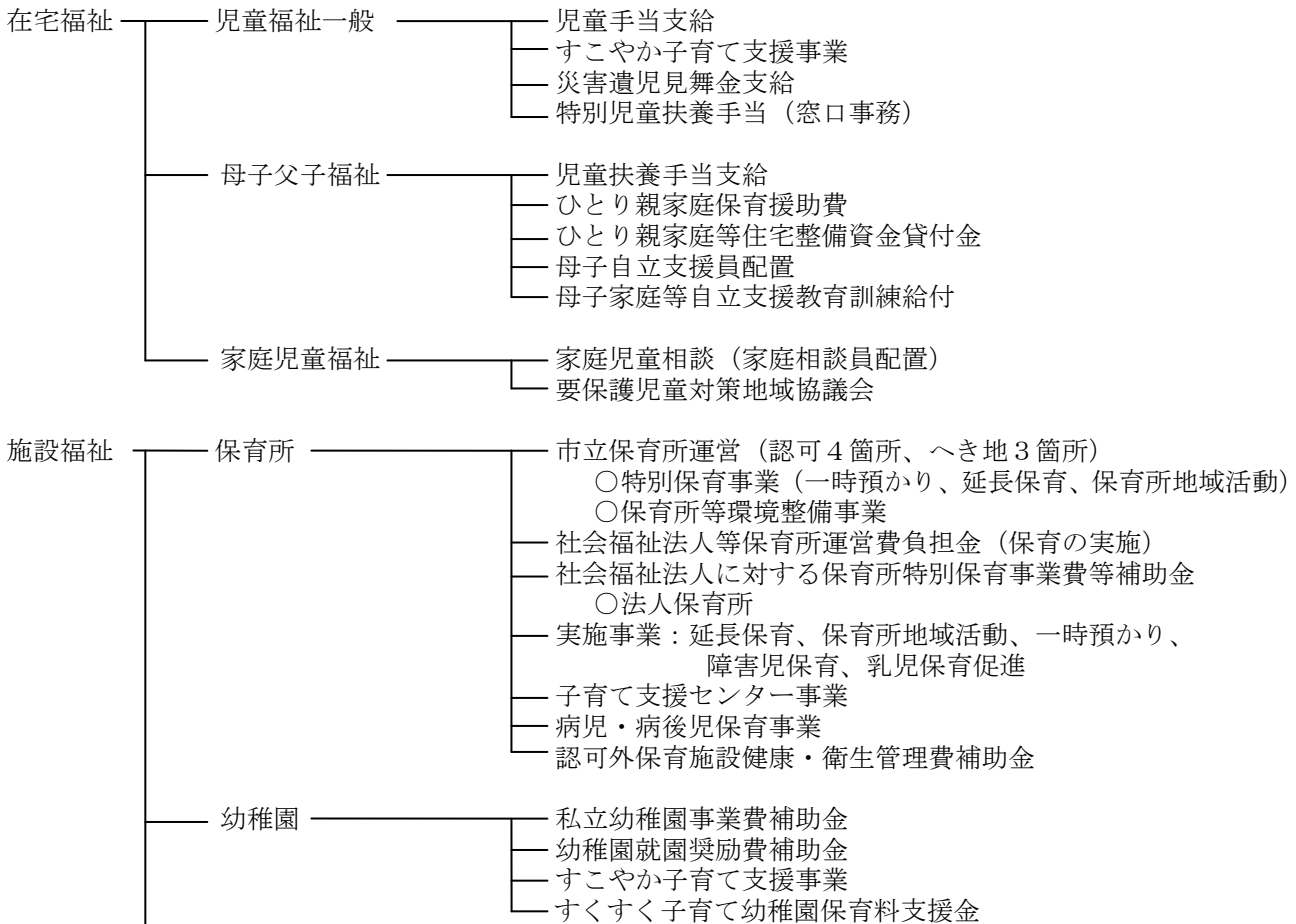 在宅福祉 児童福祉一般 児童手当支給
すこやか子育て支援事業
災害遺児見舞金支給
特別児童扶養手当（窓口事務）
母子父子福祉 児童扶養手当支給
ひとり親家庭保育援助費
ひとり親家庭等住宅整備資金貸付金
母子自立支援員配置
母子家庭等自立支援教育訓練給付
家庭児童福祉 家庭児童相談（家庭相談員配置）
要保護児童対策地域協議会
施設福祉 保育所 市立保育所運営（認可４箇所、へき地３箇所）
○特別保育事業（一時預かり、延長保育、保育所地域活動）
○保育所等環境整備事業
社会福祉法人等保育所運営費負担金（保育の実施）
社会福祉法人に対する保育所特別保育事業費等補助金
○法人保育所
実施事業：延長保育、保育所地域活動、一時預かり、
障害児保育、乳児保育促進
子育て支援センター事業
病児・病後児保育事業
認可外保育施設健康・衛生管理費補助金
幼稚園 私立幼稚園事業費補助金
幼稚園就園奨励費補助金
すこやか子育て支援事業
すくすく子育て幼稚園保育料支援金